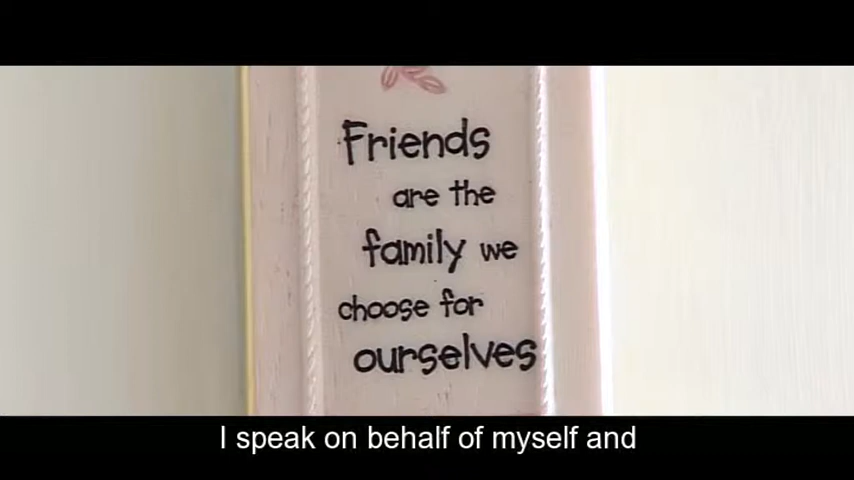 Friends
are the
family we
choose for
ourselves
I speak on behalf of myself and